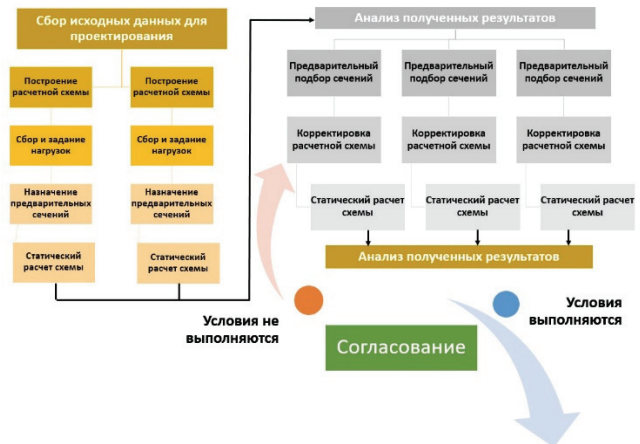 Сбор исходных данных для
проектирования
Построение
расчетной схемы
Построение
расчетной схемы
Сбор и задание
нагрузок
Сбор и задание
нагрузок
Назначение
предварительных
сечений
Назначение
предварительных
сечений
Статический
расчет схемы
Статический
расчет схемы
Анализ полученных результатов
Предварительный
подбор сечений
Предварительный
подбор сечений
Предварительный
подбор сечений
Корректировка
расчетной схемы
Корректировка
расчетной схемы
Корректировка
расчетной схемы
Статический расчет
схемы
Статический расчет
схемы
Статический расчет
схемы
Анализ полученных результатов
Условия не
выполняются
Условия
выполняются
Согласование